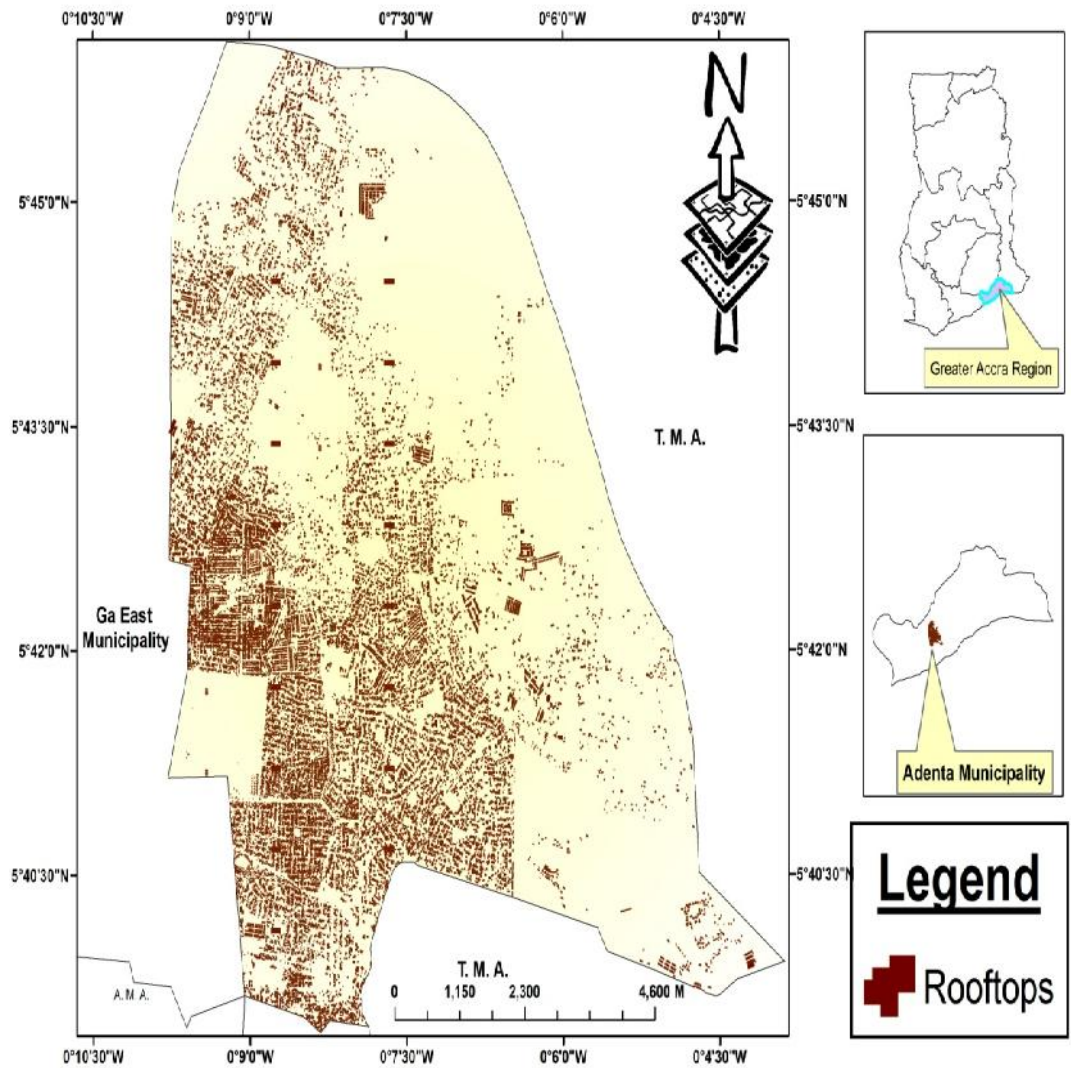 0°10'30"W 0°9'0"W 0°7'30"W 0°6'0"W 0°4'30"W
N
5°45'0"N 5°45'0"N
Greater Accra Region
5°43'30"N T. M. A. 5°43'30"N
Ga East
Municipality
5°42'0"N 5°42'0"N
Adenta Municipality
5°40'30"N 5°40'30"N
Legend
Rooftops
T. M. A.
A. M. A.
0 1,150 2,300 4,600 M
0°10'30"W 0°9'0"W 0°7'30"W 0°6'0"W 0°4'30"W